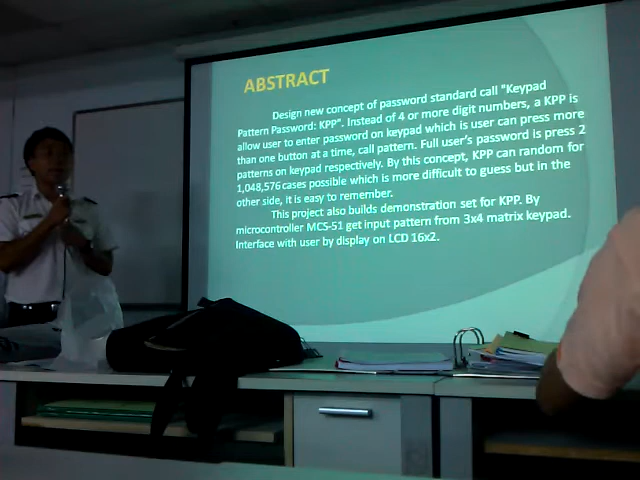 ABSTRACT
Design new concept of password standard call "Keypad
Pattern Password: KPP". Instead of 4 or more digit numbers, a KPP is
allow user to enter password on keypad which is user can press more
than one button at a time, call pattern. Full user's password is press 2
patterns on keypad respectively. By this concept, KPP can random for
1,048,576 cases possible which is more difficult to guess but in the
other side, it is easy to remember.
This project also builds demonstration set for KPP. By
microcontroller MCS-51 get input pattern from 3x4 matrix keypad.
Interface with user by display on LCD 16x2.